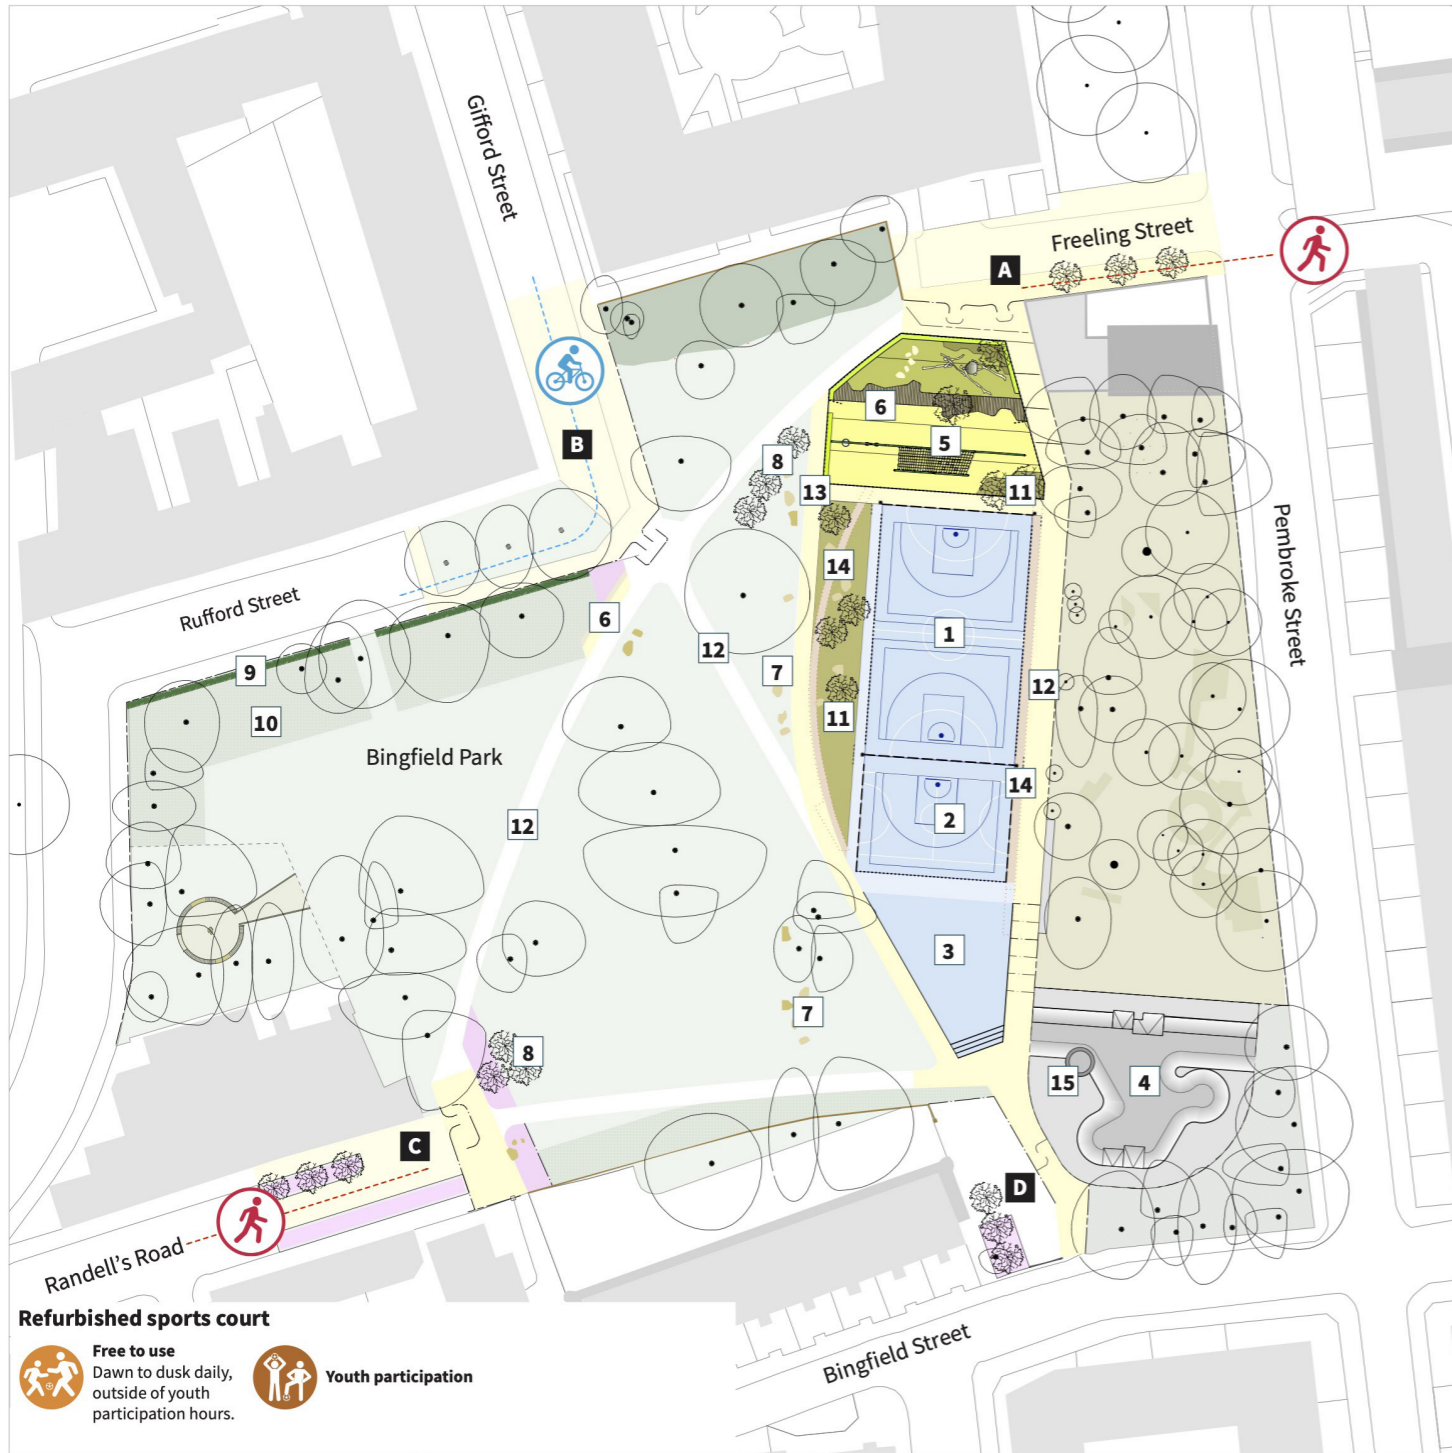 Gifford Street
Freeling Street
A
B
6
5
8
13
11
Pembroke Street
14
Rufford Street
6
1
12
9
7
12
10
11
Bingfield Park
14
12
2
3
7
8
15
4
C
D
Randell's Road
Bingfield Street
Refurbished sports court
Free to use
Dawn to dusk daily,
outside of youth
participation hours.
Youth participation